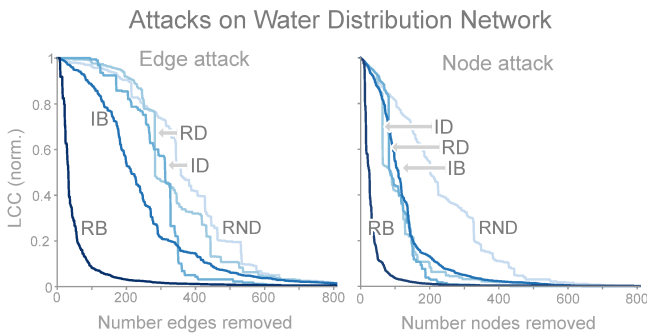 Attacks on Water Distribution Network
Edge attack
LCC (norm.)
1
0.8
0.6
0.4
0.2
0
0
200
400
600
800
IB
RD
ID
RB
RND
Number edges removed
Node attack
ID
RD
IB
RB
RND
0
200
400
600
800
Number nodes removed